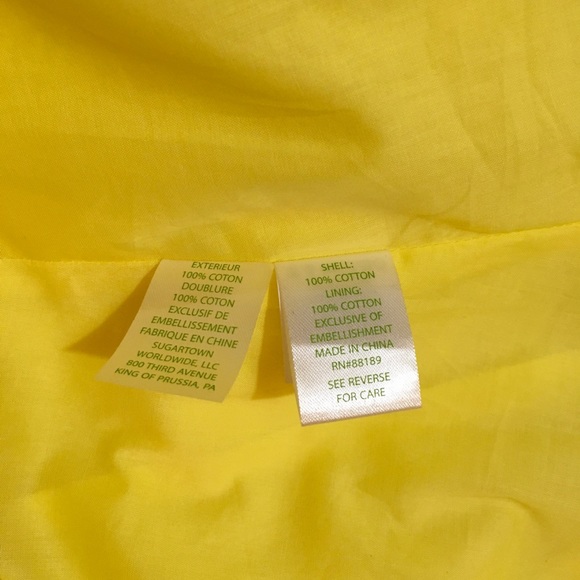 EXTERIEUR
100% COTON
DOUBLURE
100% COTON
EXCLUSIF DE
EMBELLISSEMENT
FABRIQUE EN CHINE
SUGARTOWN
WORLDWIDE, LLC
800 THIRD AVENUE
KING OF PRUSSIA, PA
SHELL:
100% COTTON
LINING:
100% COTTON
EXCLUSIVE OF
EMBELLISHMENT
MADE IN CHINA
RN#88189
SEE REVERSE
FOR CARE